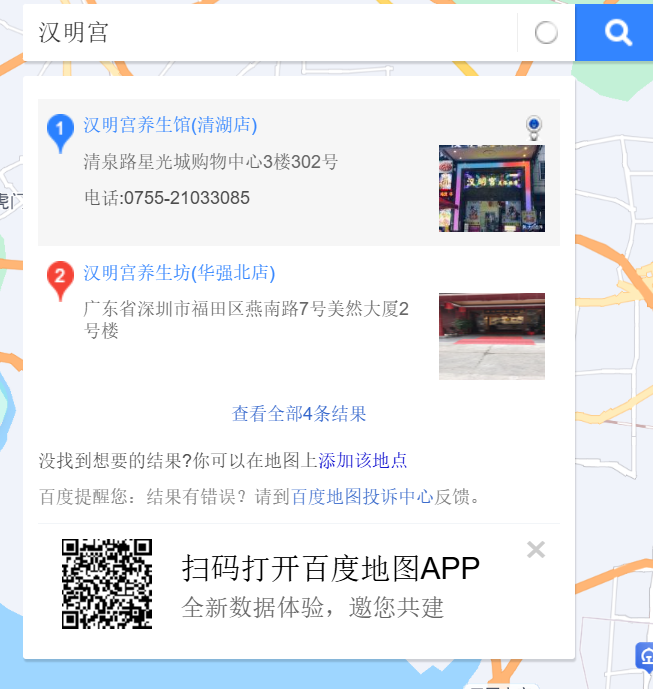 汉明宫
汉明宫养生馆(清湖店)
清泉路星光城购物中心3楼302号
电话:0755-21033085
汉明宫养生坊(华强北店)
广东省深圳市福田区燕南路7号美然大厦2
号楼
查看全部4条结果
没找到想要的结果?你可以在地图上添加该地点
百度提醒您：结果有错误？请到百度地图投诉中心反馈。
扫码打开百度地图APP
全新数据体验，邀您共建
1
2
汉明宫
虎门